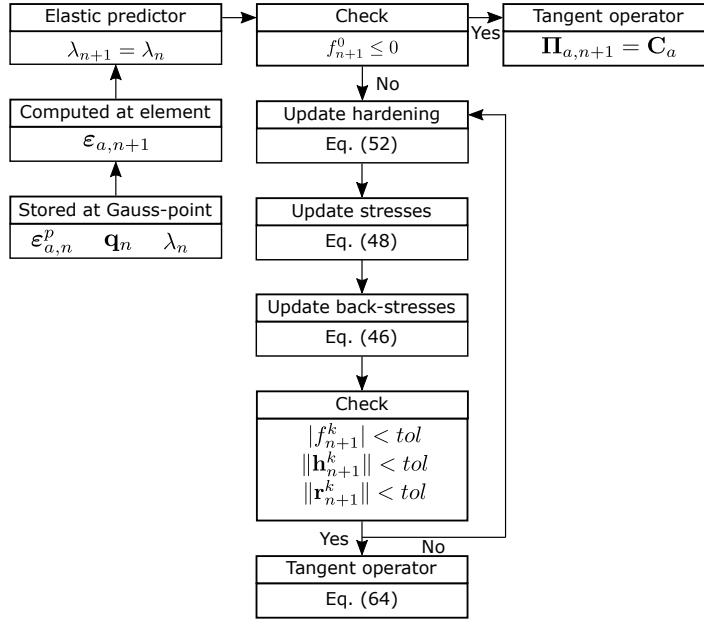 Elastic predictor
λ_{n+1} = λ_n
Computed at element
ε_{a,n+1}
Stored at Gauss-point
ε^p_{a,n} q_n λ_n
Check
f^0_{n+1} ≤ 0
Yes
Tangent operator
Π_{a,n+1} = C_a
No
Update hardening
Eq. (52)
Update stresses
Eq. (48)
Update back-stresses
Eq. (46)
Check
|f^k_{n+1}| < tol
‖h^k_{n+1}‖ < tol
‖r^k_{n+1}‖ < tol
Yes
No
Tangent operator
Eq. (64)